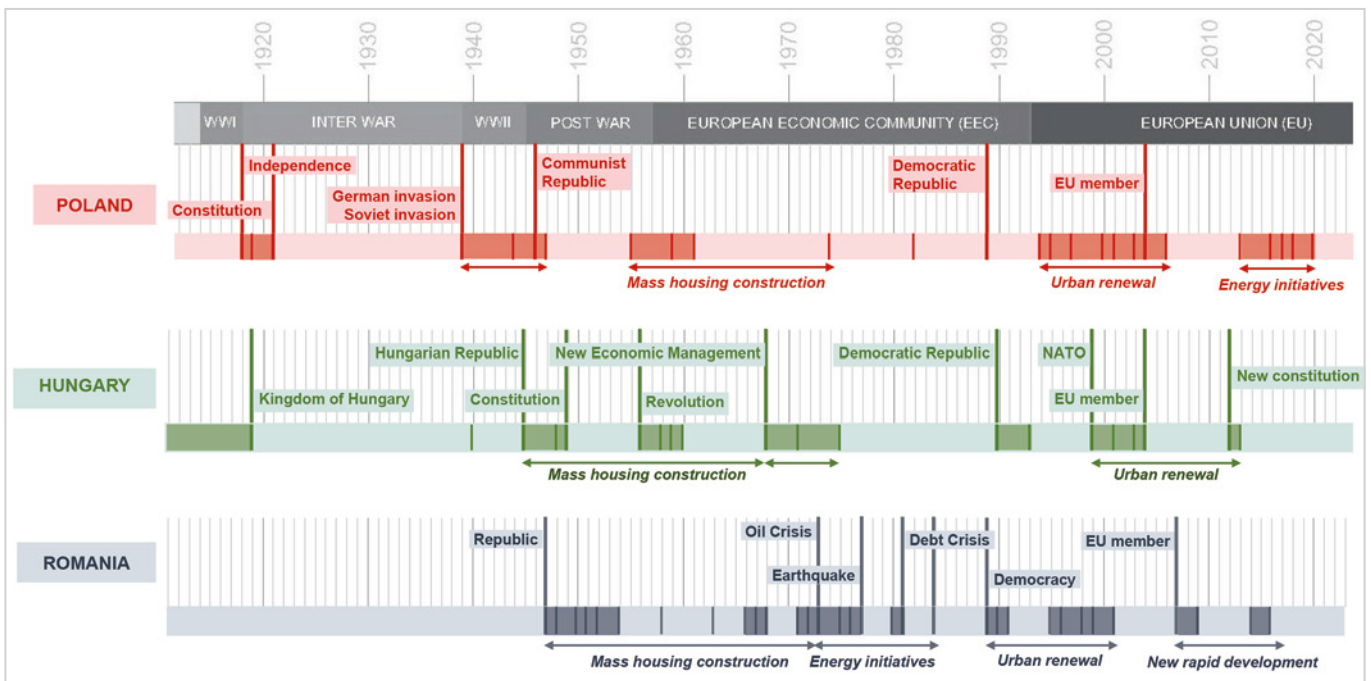 1920 1930 1940 1950 1960 1970 1980 1990 2000 2010 2020
WWI INTER WAR WWII POST WAR EUROPEAN ECONOMIC COMMUNITY (EEC) EUROPEAN UNION (EU)
POLAND
Independence
Constitution
German invasion
Soviet invasion
Communist
Republic
Democratic
Republic
EU member
Mass housing construction
Urban renewal
Energy initiatives
HUNGARY
Kingdom of Hungary
Hungarian Republic
Constitution
New Economic Management
Revolution
Democratic Republic
NATO
EU member
New constitution
Mass housing construction
Urban renewal
ROMANIA
Republic
Oil Crisis
Earthquake
Debt Crisis
Democracy
EU member
Mass housing construction
Energy initiatives
Urban renewal
New rapid development